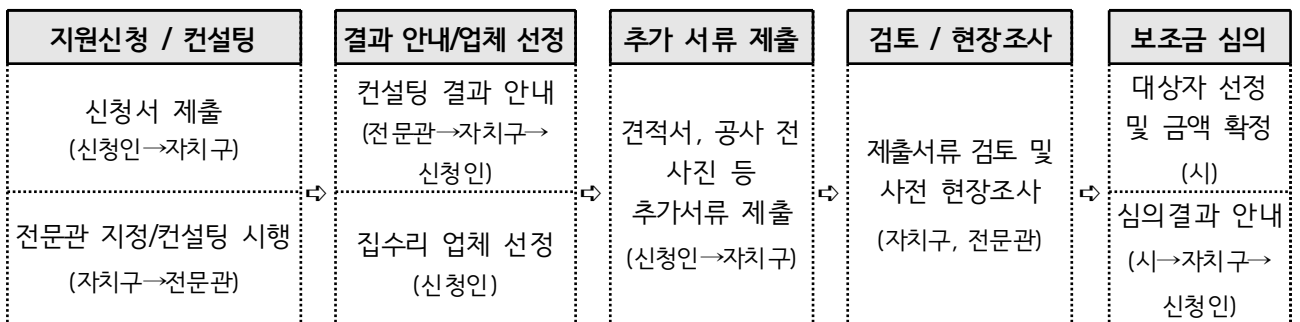 지원신청 / 컨설팅
신청서 제출
(신청인→자치구)
전문관 지정/컨설팅 시행
(자치구→전문관)
⇨
결과 안내/업체 선정
컨설팅 결과 안내
(전문관→자치구→
신청인)
집수리 업체 선정
(신청인)
⇨
추가 서류 제출
견적서, 공사 전
사진 등
추가서류 제출
(신청인→자치구)
⇨
검토 / 현장조사
제출서류 검토 및
사전 현장조사
(자치구, 전문관)
⇨
보조금 심의
대상자 선정
및 금액 확정
(시)
심의결과 안내
(시→자치구→
신청인)